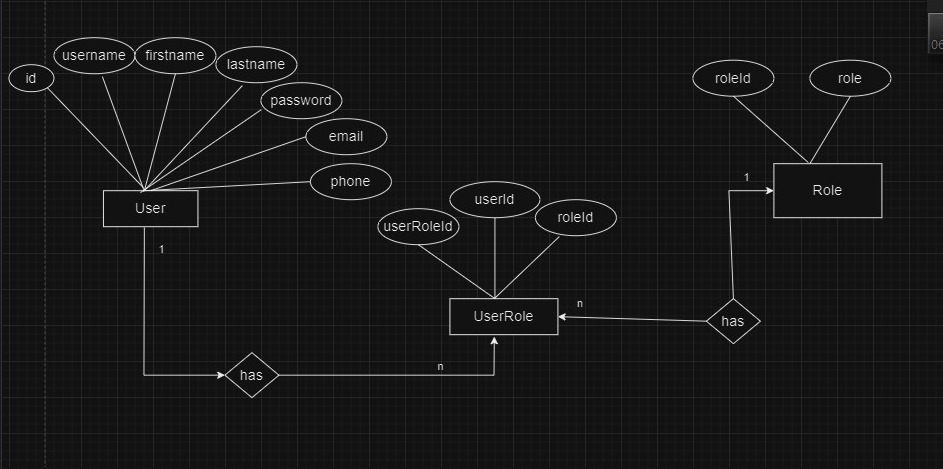 id
username
firstname
lastname
password
email
phone
User
1
has
n
userRoleId
userId
roleId
UserRole
n
has
1
roleId
role
Role
06